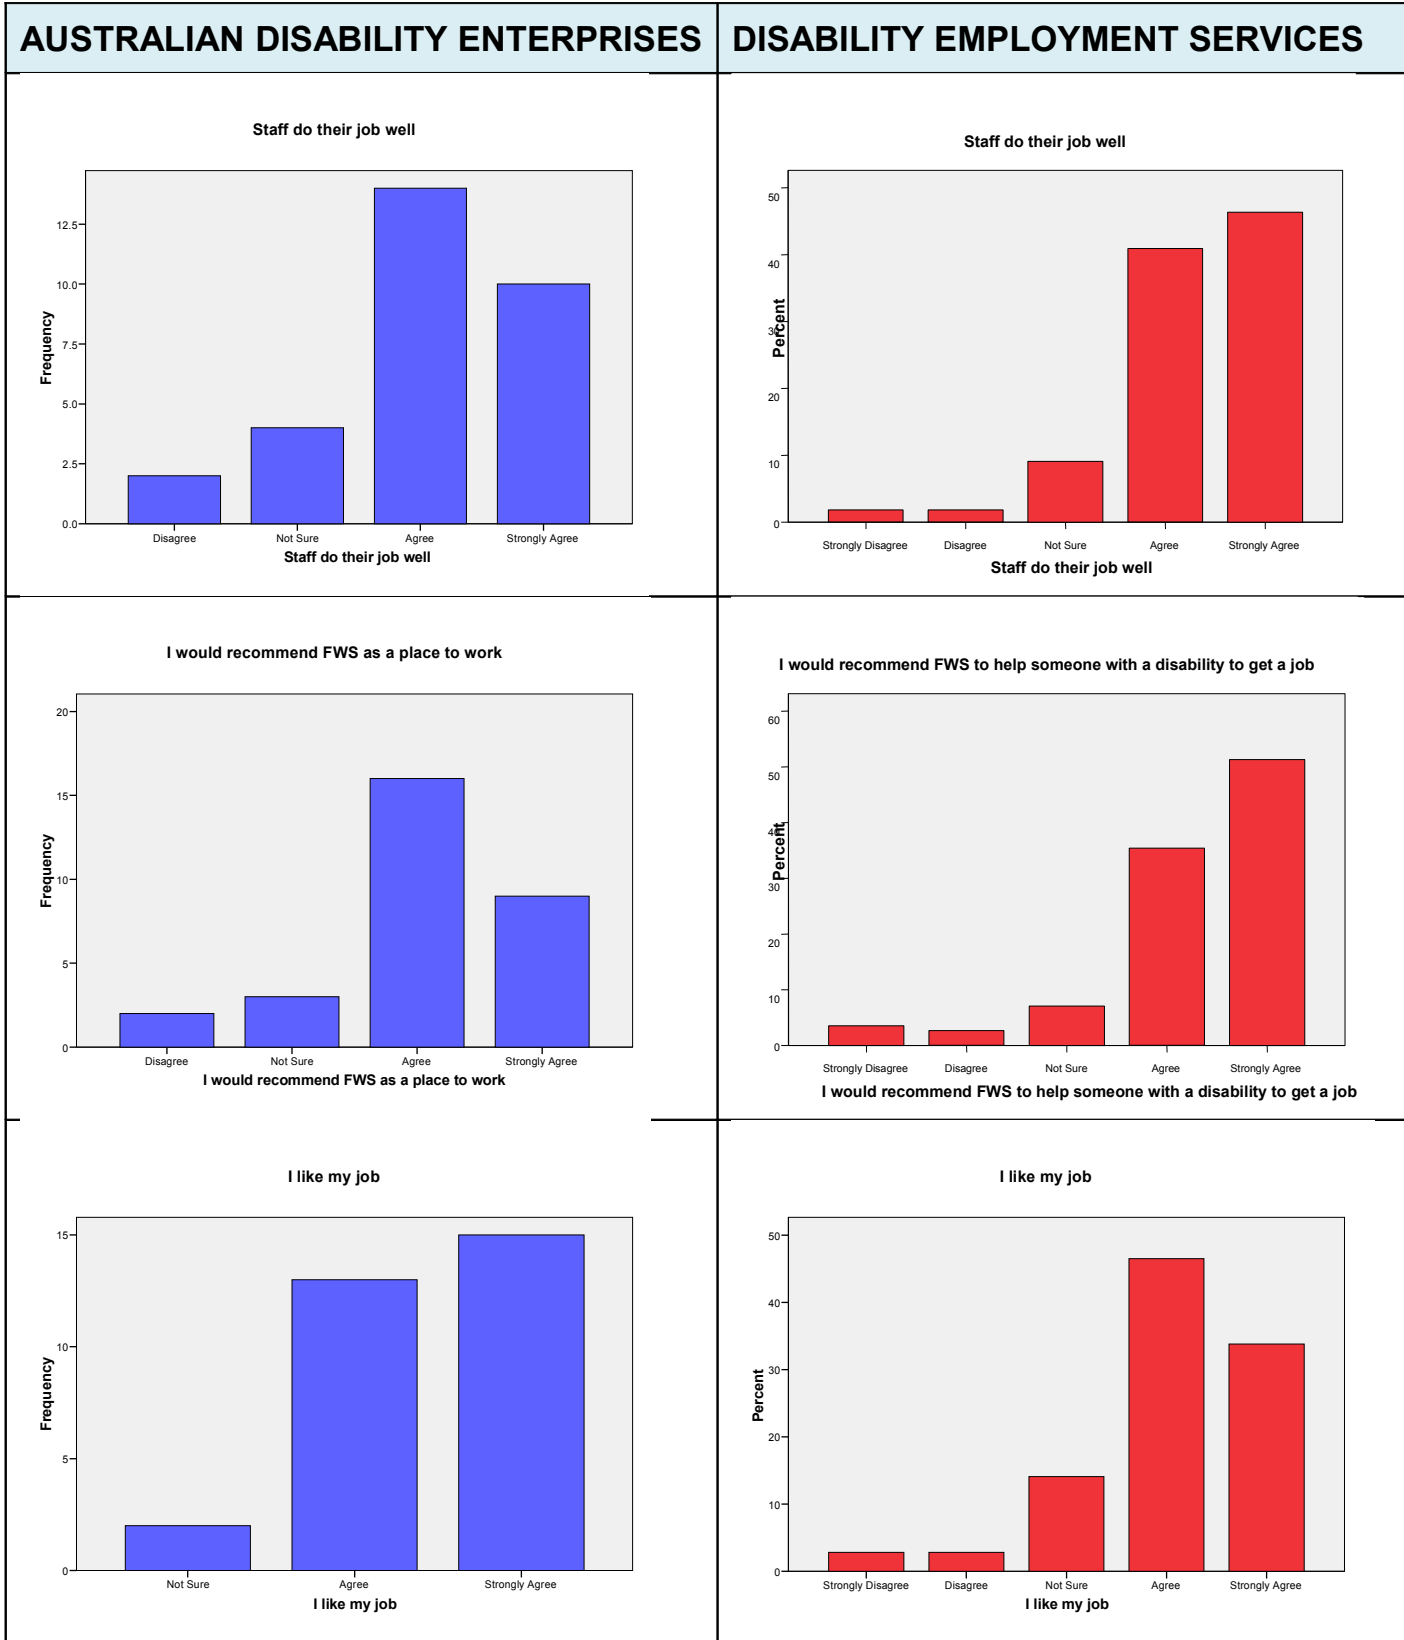 AUSTRALIAN DISABILITY ENTERPRISES
DISABILITY EMPLOYMENT SERVICES
Staff do their job well
Frequency
12.5
10.0
7.5
5.0
2.5
0.0
Disagree Not Sure Agree Strongly Agree
Staff do their job well
Staff do their job well
Percent
50
40
30
20
10
0
Strongly Disagree Disagree Not Sure Agree Strongly Agree
Staff do their job well
I would recommend FWS as a place to work
Frequency
20
15
10
5
0
Disagree Not Sure Agree Strongly Agree
I would recommend FWS as a place to work
I would recommend FWS to help someone with a disability to get a job
Percent
60
50
40
30
20
10
0
Strongly Disagree Disagree Not Sure Agree Strongly Agree
I would recommend FWS to help someone with a disability to get a job
I like my job
Frequency
15
10
5
0
Not Sure Agree Strongly Agree
I like my job
I like my job
Percent
50
40
30
20
10
0
Strongly Disagree Disagree Not Sure Agree Strongly Agree
I like my job